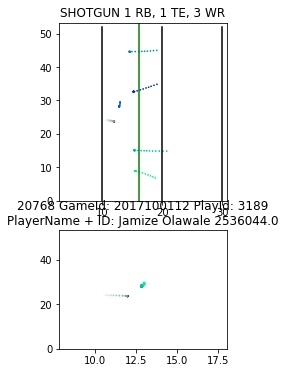 SHOTGUN 1 RB, 1 TE, 3 WR
50
40
30
20
10
0
10 20 30
20768 GameId: 2017100112 PlayId: 3189
PlayerName + ID: Jamize Olawale 2536044.0
40
20
0
10.0 12.5 15.0 17.5